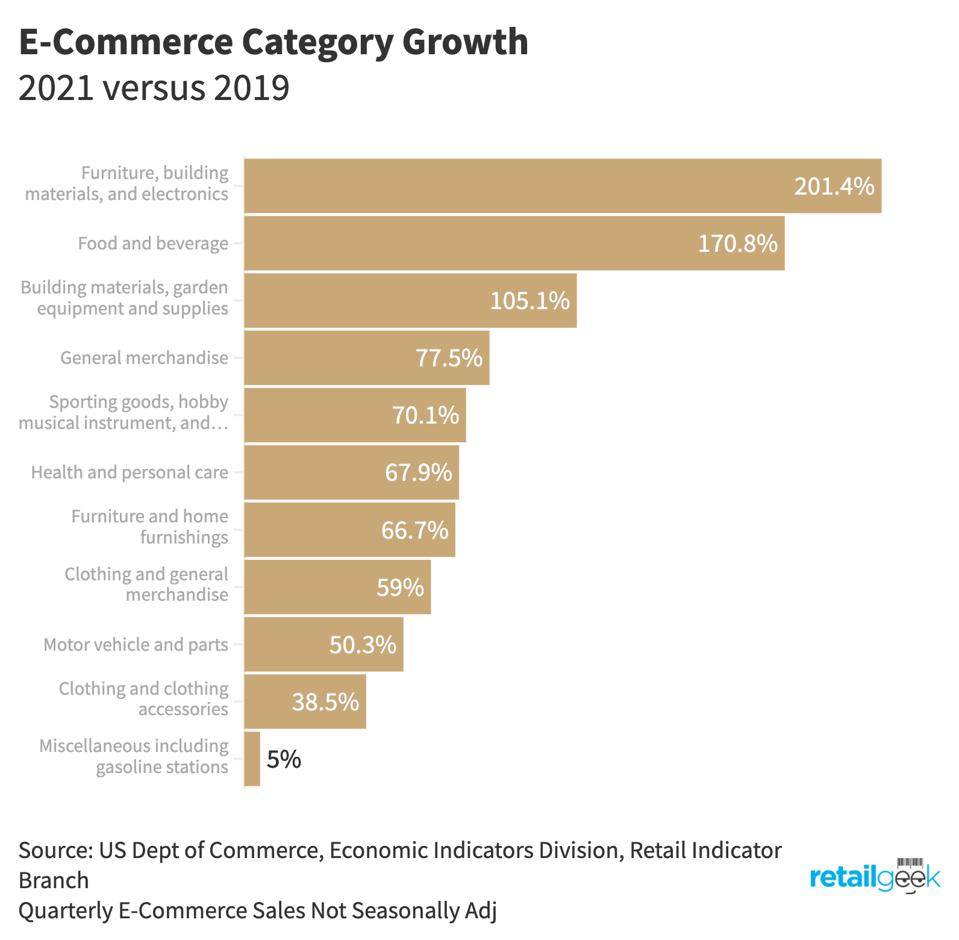 E-Commerce Category Growth
2021 versus 2019
Furniture, building
materials, and electronics
201.4%
Food and beverage
170.8%
Building materials, garden
equipment and supplies
105.1%
General merchandise
77.5%
Sporting goods, hobby
musical instrument, and...
70.1%
Health and personal care
67.9%
Furniture and home
furnishings
66.7%
Clothing and general
merchandise
59%
Motor vehicle and parts
50.3%
Clothing and clothing
accessories
38.5%
Miscellaneous including
gasoline stations
5%
Source: US Dept of Commerce, Economic Indicators Division, Retail Indicator
Branch
Quarterly E-Commerce Sales Not Seasonally Adj
retailgeek